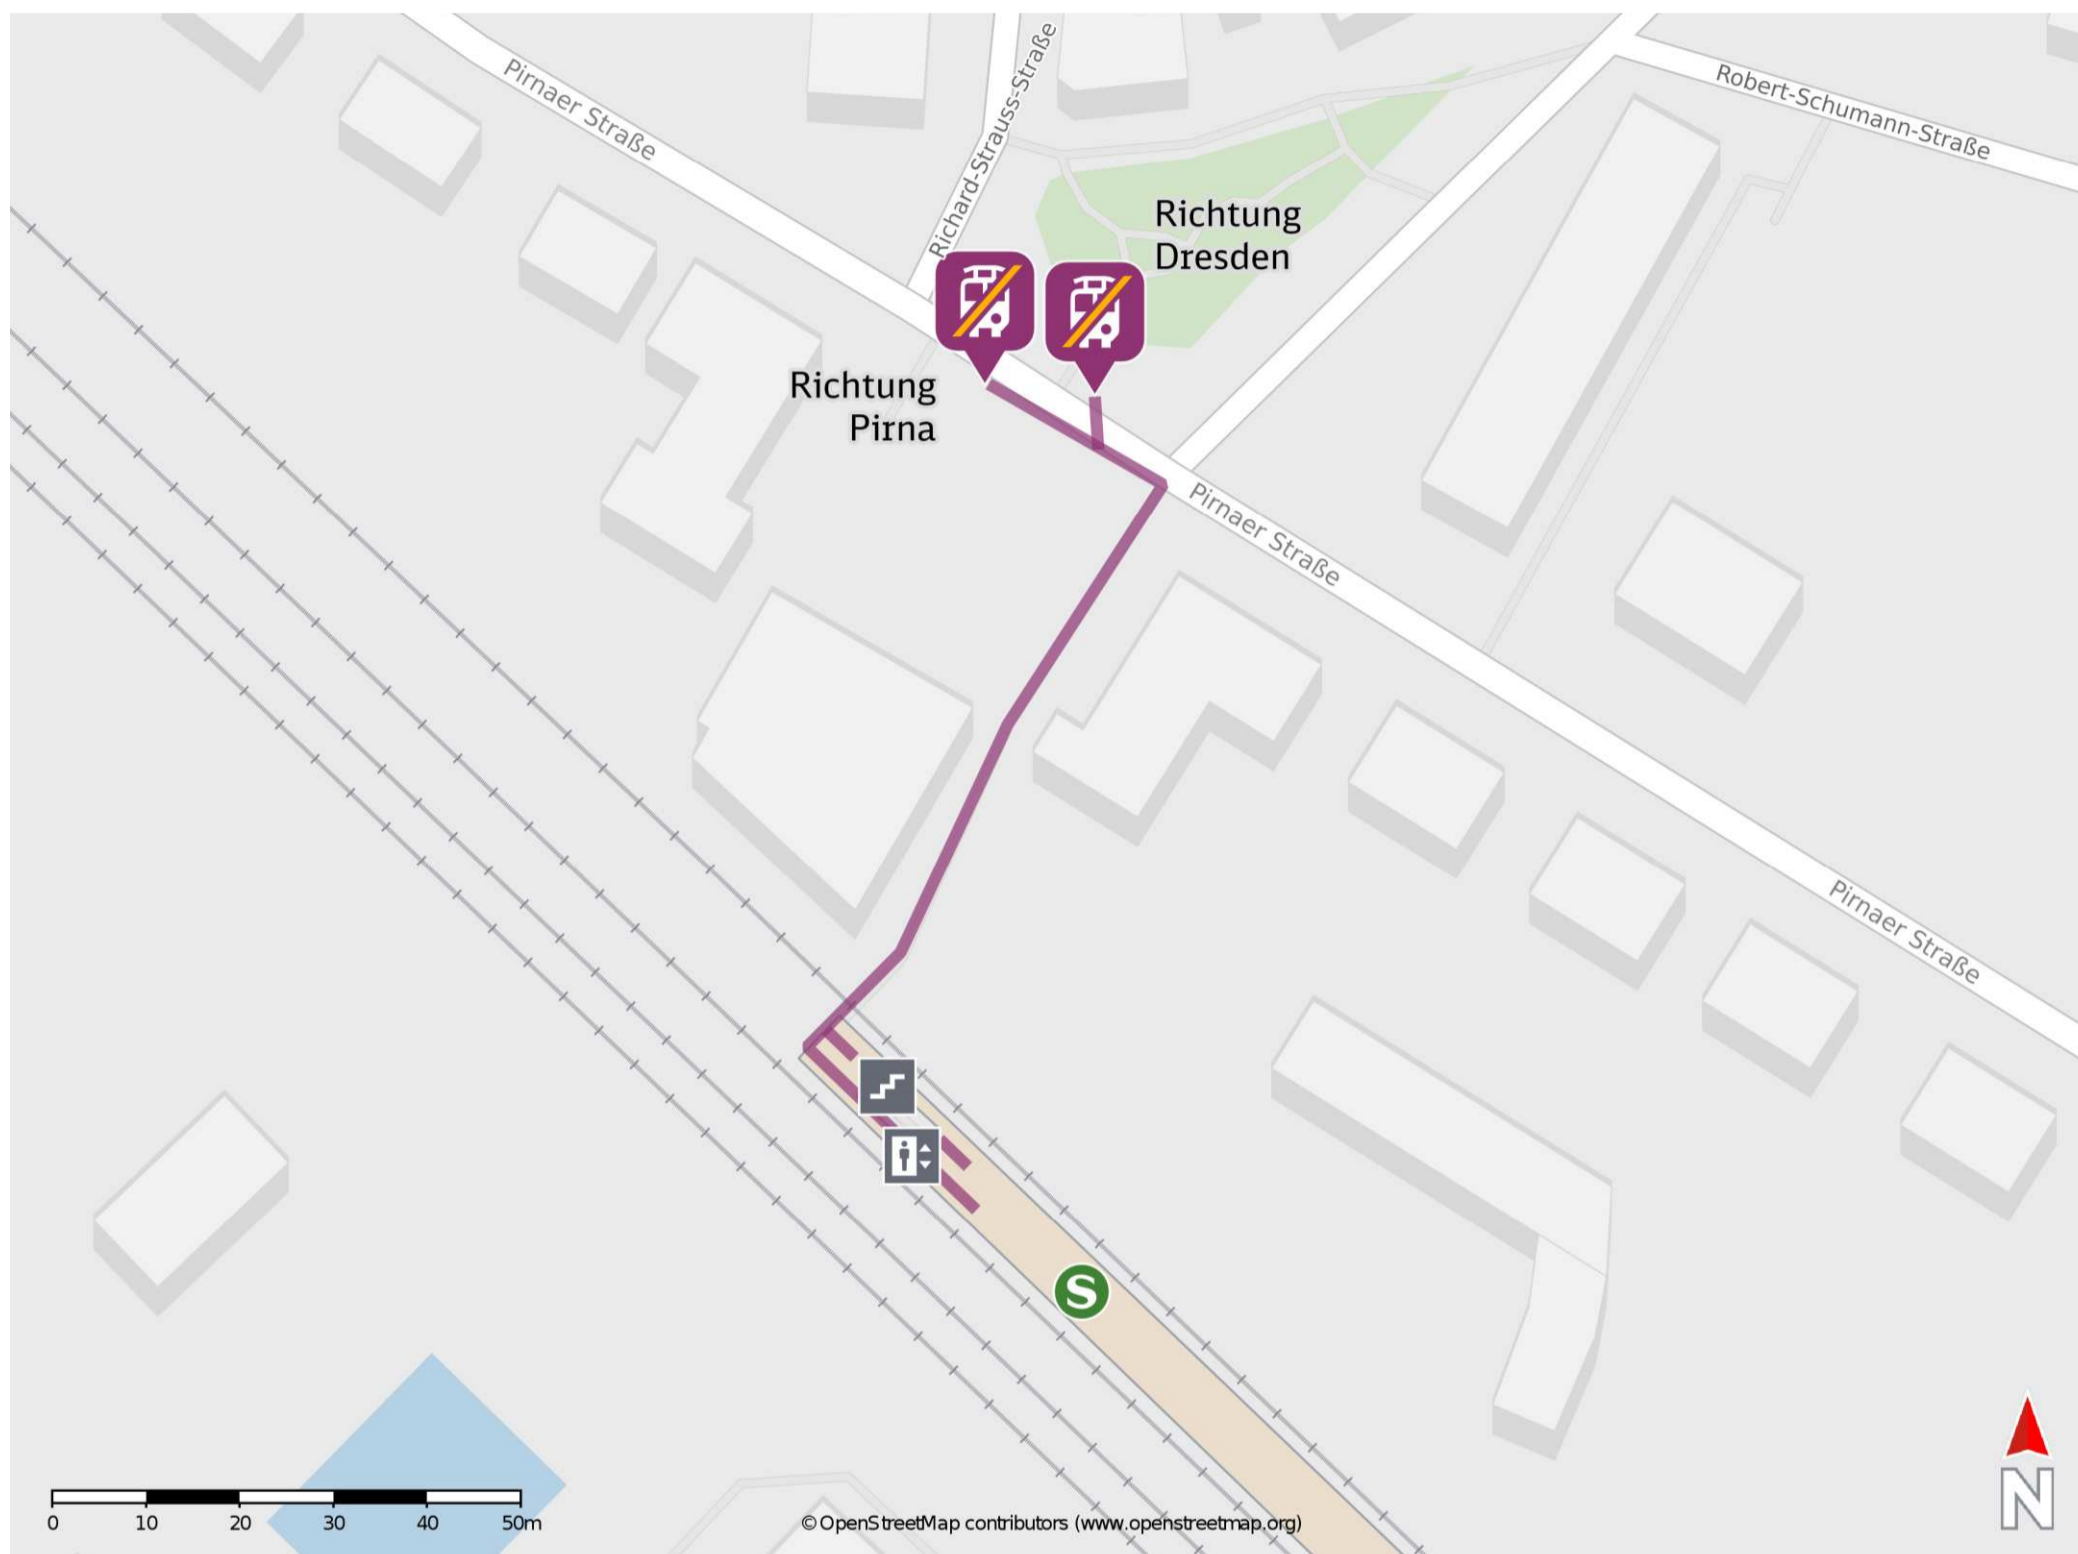 Pirnaer Straße
Richard-Strauss-Straße
Robert-Schumann-Straße
Richtung
Dresden
Richtung
Pirna
Pirnaer Straße
Pirnaer Straße
S
0 10 20 30 40 50m
© OpenStreetMap contributors (www.openstreetmap.org)
N